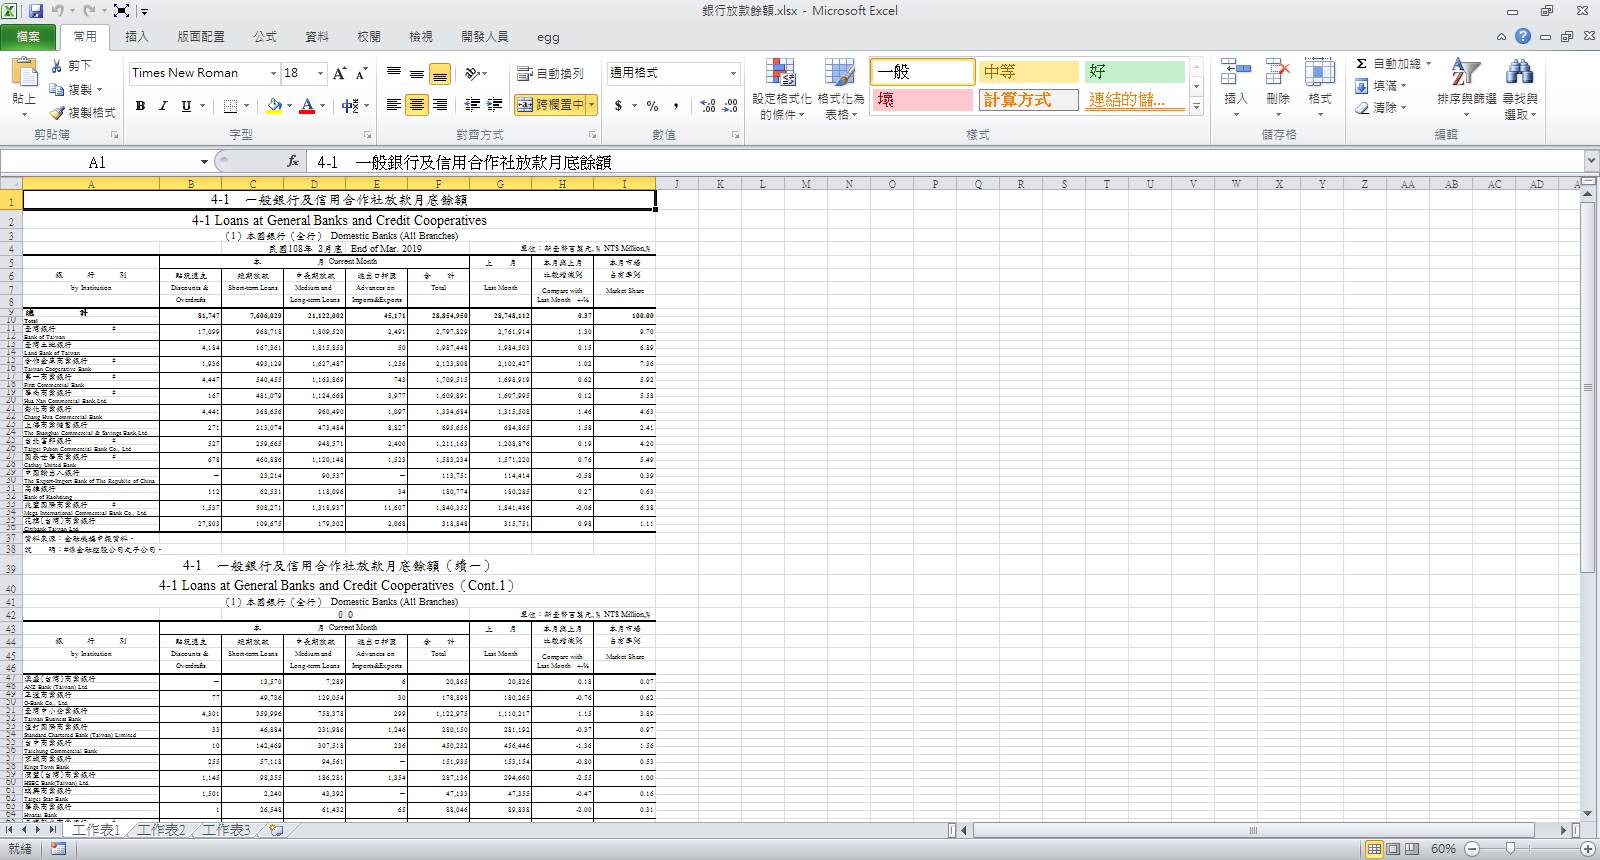 銀行放款餘額.xlsx - Microsoft Excel
檔案 常用 插入 版面配置 公式 資料 校閱 檢視 開發人員 egg
貼上 剪下 複製 複製格式 剪貼簿
Times New Roman 18 B I U 字型
自動換列 跨欄置中 對齊方式
通用格式 $ % , 數值
設定格式化的條件 格式化為表格 一般 中等 好 壞 計算方式 連結的儲... 樣式
插入 刪除 格式 儲存格
Σ 自動加總 填滿 清除 排序與篩選 尋找與選取 編輯
A1 fx 4-1 一般銀行及信用合作社放款月底餘額
A B C D E F G H I J K L M N O P Q R S T U V W X Y Z AA AB AC AD
4-1 一般銀行及信用合作社放款月底餘額
4-1 Loans at General Banks and Credit Cooperatives
（1）本國銀行（全行） Domestic Banks (All Branches)
民國108年 3月底 End of Mar. 2019 單位：新臺幣百萬元,% NT$ Million,%
本 月 Current Month 上 月 本月與上月 本月市場
銀 行 別 貼現透支 短期放款 中長期放款 進出口押匯 合 計 比較增減% 占有率%
by Institution Discounts & Short-term Loans Medium and Advances on Total Last Month Compare with Market Share
Overdrafts Long-term Loans Imports&Exports Last Month +-%
總 計 81,747 7,606,029 21,122,002 45,171 28,854,950 28,748,112 0.37 100.00
Total
臺灣銀行 # 17,099 968,718 1,809,520 2,491 2,797,829 2,761,914 1.30 9.70
Bank of Taiwan
臺灣土地銀行 4,184 167,361 1,815,853 50 1,987,448 1,984,503 0.15 6.89
Land Bank of Taiwan
合作金庫商業銀行 # 1,936 493,129 1,627,487 1,256 2,123,808 2,102,427 1.02 7.36
Taiwan Cooperative Bank
第一商業銀行 # 4,447 540,455 1,163,869 743 1,709,515 1,698,919 0.62 5.92
First Commercial Bank
華南商業銀行 # 167 481,079 1,124,668 3,977 1,609,891 1,607,995 0.12 5.58
Hua Nan Commercial Bank,Ltd
彰化商業銀行 4,441 368,656 960,490 1,097 1,334,684 1,315,508 1.46 4.63
Chang Hwa Commercial Bank
上海商業儲蓄銀行 271 213,074 473,484 8,827 695,656 684,865 1.58 2.41
The Shanghai Commercial & Savings Bank,Ltd.
台北富邦銀行 # 527 259,665 948,571 2,400 1,211,163 1,208,876 0.19 4.20
Taipei Fubon Commercial Bank Co., Ltd
國泰世華商業銀行 # 678 460,886 1,120,148 1,523 1,583,234 1,571,220 0.76 5.49
Cathay United Bank
中國輸出入銀行 － 23,214 90,537 － 113,751 114,414 -0.58 0.39
The Export-Import Bank of The Republic of China
高雄銀行 112 62,531 118,096 34 180,774 180,285 0.27 0.63
Bank of Kaohsiung
兆豐國際商業銀行 # 1,537 508,271 1,318,937 11,607 1,840,352 1,841,486 -0.06 6.38
Mega International Commercial Bank Co., Ltd
花旗(台灣)商業銀行 27,803 109,675 179,302 2,068 318,848 315,751 0.98 1.11
Citibank Taiwan Ltd.
資料來源：金融機構申報資料。
說 明：#係金融控股公司之子公司。
4-1 一般銀行及信用合作社放款月底餘額（續一）
4-1 Loans at General Banks and Credit Cooperatives（Cont.1）
（1）本國銀行（全行） Domestic Banks (All Branches)
0 0 單位：新臺幣百萬元,% NT$ Million,%
本 月 Current Month 上 月 本月與上月 本月市場
銀 行 別 貼現透支 短期放款 中長期放款 進出口押匯 合 計 比較增減% 占有率%
by Institution Discounts & Short-term Loans Medium and Advances on Total Last Month Compare with Market Share
Overdrafts Long-term Loans Imports&Exports Last Month +-%
澳盛(台灣)商業銀行 － 13,570 7,289 6 20,865 20,826 0.18 0.07
ANZ Bank (Taiwan) Ltd.
王道商業銀行 77 49,736 129,054 30 178,898 180,265 -0.76 0.62
O-Bank Co., Ltd.
臺灣中小企銀 4,301 359,996 758,378 299 1,122,975 1,110,217 1.15 3.89
Taiwan Business Bank
渣打國際商業銀行 33 46,884 231,986 1,246 280,150 281,192 -0.37 0.97
Standard Chartered Bank (Taiwan) Limited
台中商業銀行 10 142,469 307,518 236 450,232 456,446 -1.36 1.56
Taichung Commercial Bank
京城商業銀行 255 57,118 94,561 － 151,935 153,154 -0.80 0.53
Kings Town Bank
滙豐(台灣)商業銀行 1,145 98,355 186,281 1,354 287,136 294,660 -2.55 1.00
HSBC Bank(Taiwan) Ltd.
瑞興商業銀行 1,501 2,240 43,392 － 47,133 47,355 -0.47 0.16
Taipei Star Bank
華泰商業銀行 1 26,548 61,432 65 88,046 89,838 -2.00 0.31
Hwatai Bank
工作表1 工作表2 工作表3
就緒 60%